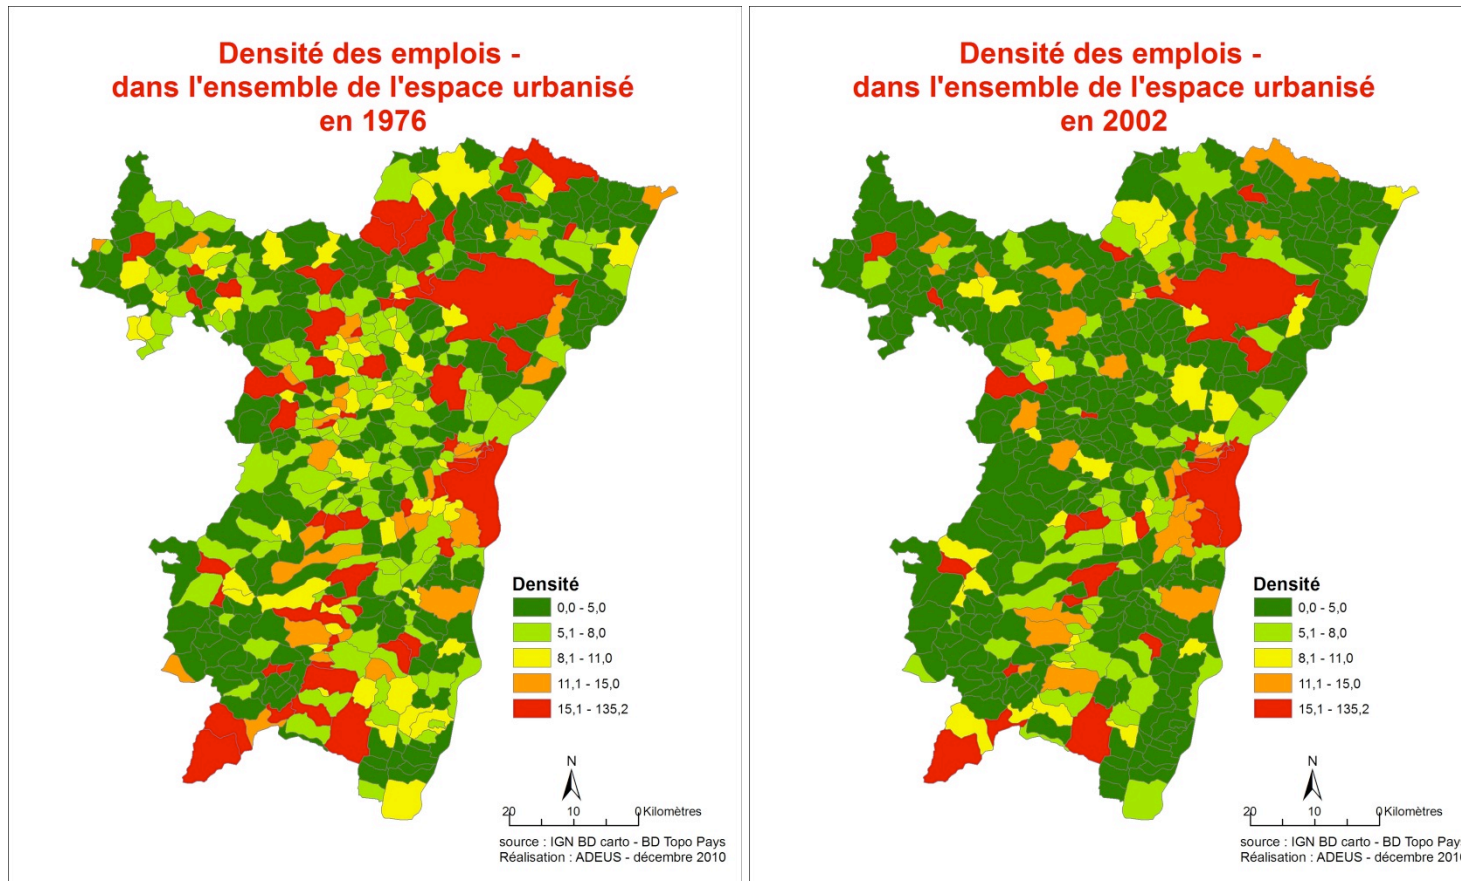 Densité des emplois -
dans l'ensemble de l'espace urbanisé
en 1976
Densité
0,0 - 5,0
5,1 - 8,0
8,1 - 11,0
11,1 - 15,0
15,1 - 135,2
N
20 10 0 Kilomètres
source : IGN BD carto - BD Topo Pays
Réalisation : ADEUS - décembre 2010
Densité des emplois -
dans l'ensemble de l'espace urbanisé
en 2002
Densité
0,0 - 5,0
5,1 - 8,0
8,1 - 11,0
11,1 - 15,0
15,1 - 135,2
N
20 10 0 Kilomètres
source : IGN BD carto - BD Topo Pays
Réalisation : ADEUS - décembre 2010